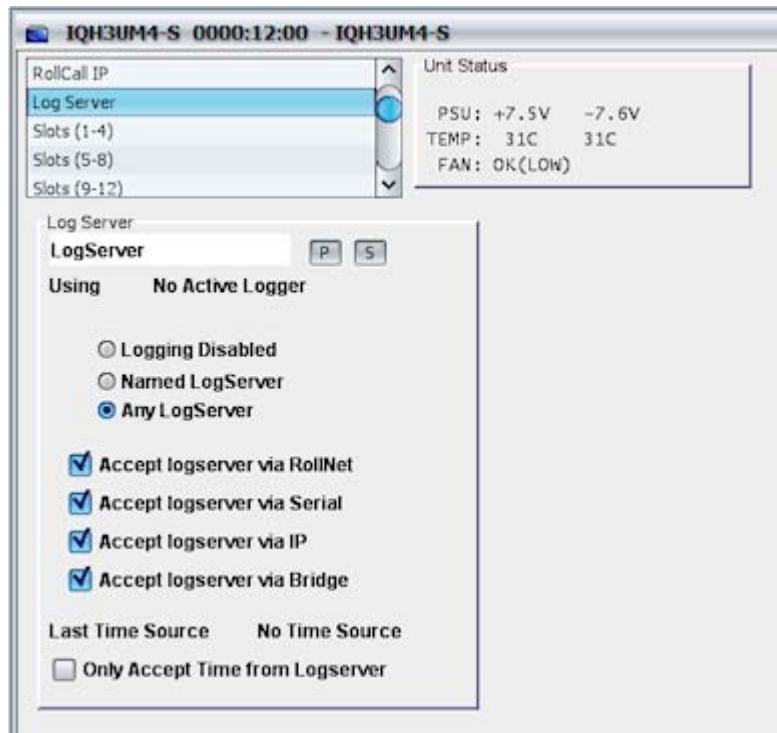 IQH3UM4-S 0000:12:00 - IQH3UM4-S
RollCall IP
Log Server
Slots (1-4)
Slots (5-8)
Slots (9-12)
Unit Status
PSU: +7.5V -7.6V
TEMP: 31C 31C
FAN: OK(LOW)
Log Server
LogServer P S
Using No Active Logger
Logging Disabled
Named LogServer
Any LogServer
Accept logserver via RollNet
Accept logserver via Serial
Accept logserver via IP
Accept logserver via Bridge
Last Time Source No Time Source
Only Accept Time from Logserver